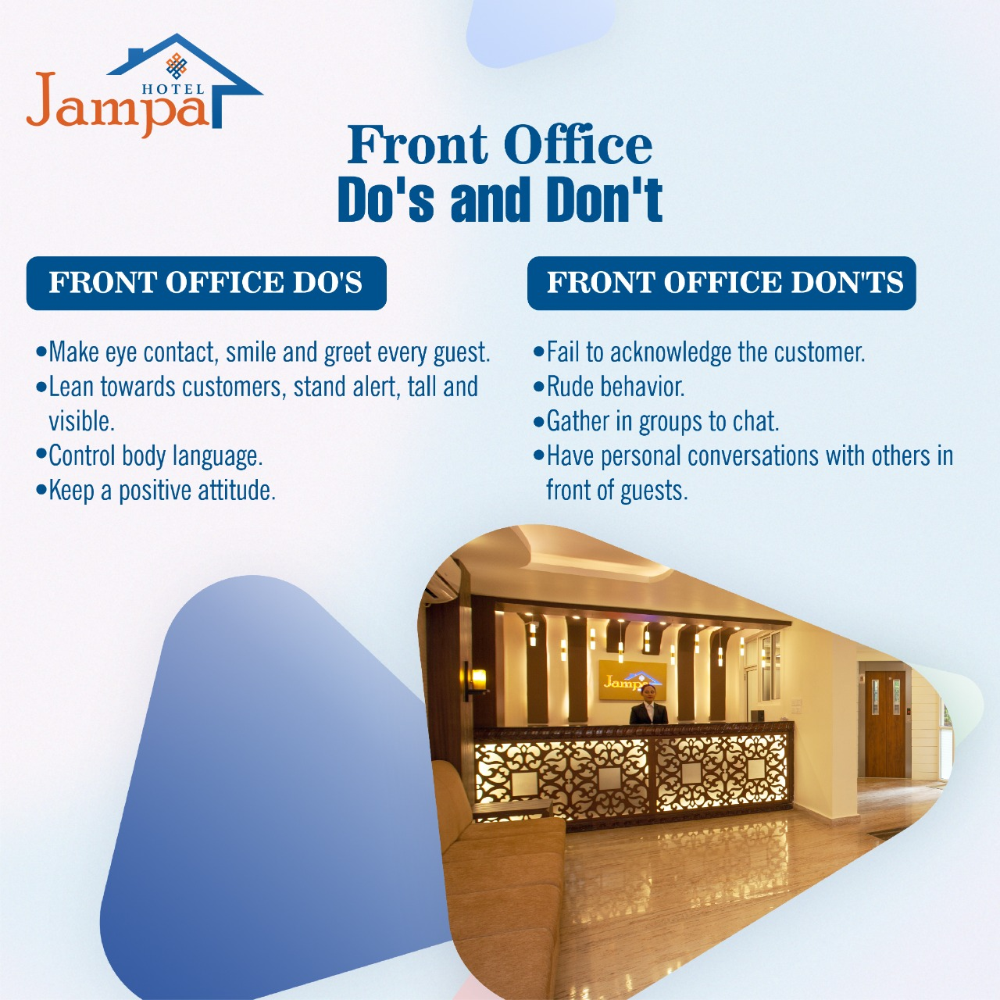 HOTEL
Jampa
Front Office
Do's and Don't
FRONT OFFICE DO'S
•Make eye contact, smile and greet every guest.
•Lean towards customers, stand alert, tall and
visible.
•Control body language.
•Keep a positive attitude.
FRONT OFFICE DON'TS
•Fail to acknowledge the customer.
•Rude behavior.
•Gather in groups to chat.
•Have personal conversations with others in
front of guests.
Jampa